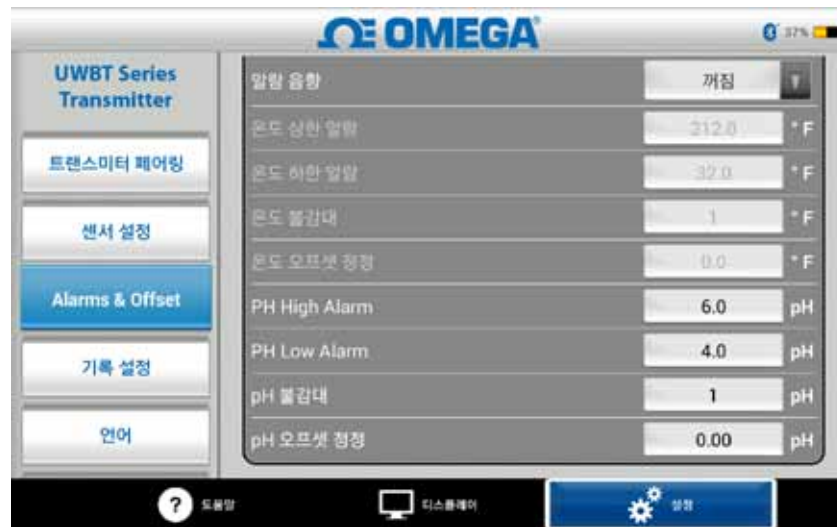 OMEGA
37%
UWBT Series
Transmitter
트랜스미터 페어링
센서 설정
Alarms & Offset
기록 설정
언어
알람 음향 꺼짐
온도 상한 알람 212.0 °F
온도 하한 알람 32.0 °F
온도 불감대 1 °F
온도 오프셋 정정 0.0 °F
PH High Alarm 6.0 pH
PH Low Alarm 4.0 pH
pH 불감대 1 pH
pH 오프셋 정정 0.00 pH
? 도움말
디스플레이
설정